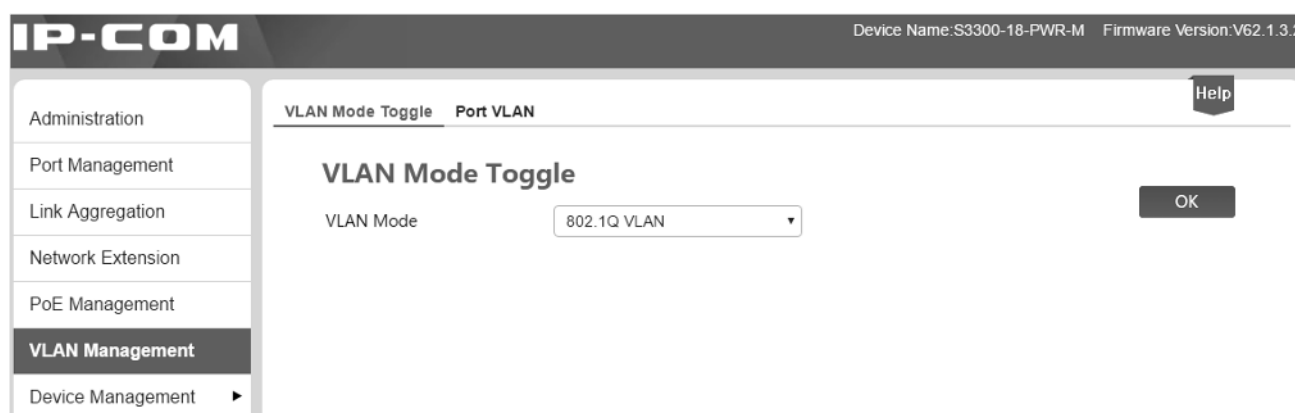 IP-COM
Device Name:S3300-18-PWR-M Firmware Version:V62.1.3.2
Help
VLAN Mode Toggle Port VLAN
Administration
Port Management
Link Aggregation
Network Extension
PoE Management
VLAN Management
Device Management
VLAN Mode Toggle
OK
VLAN Mode 802.1Q VLAN